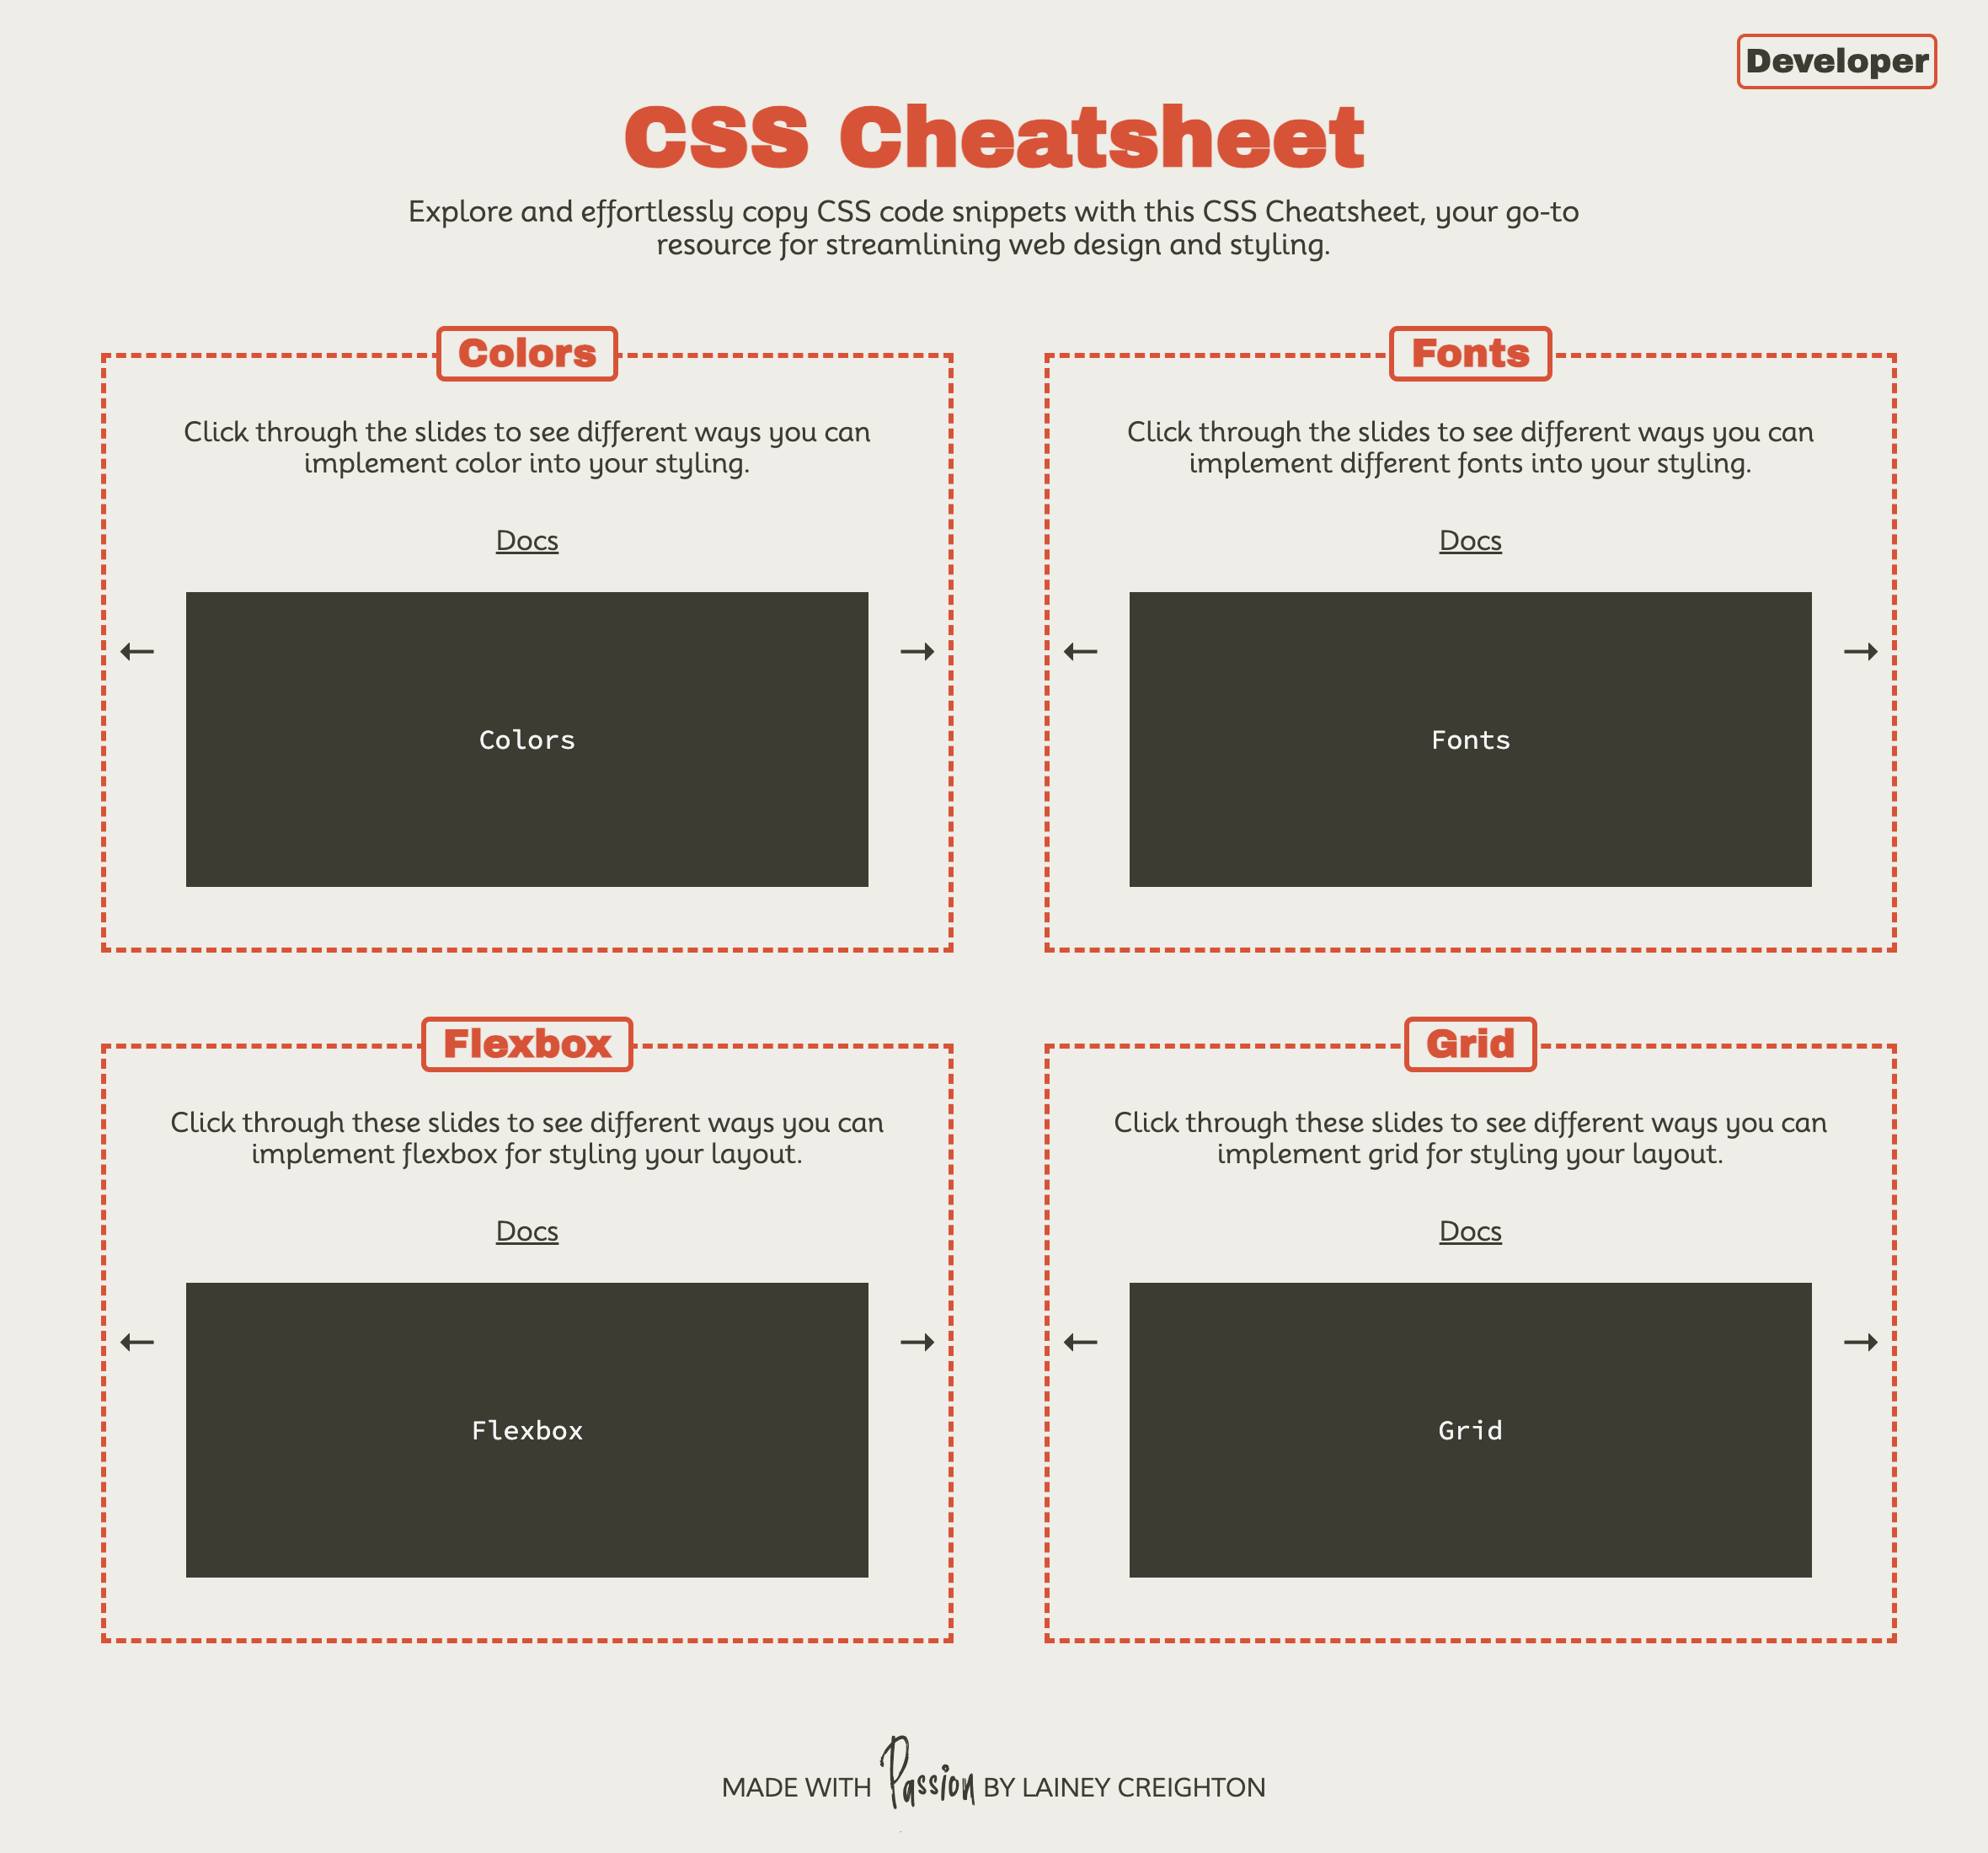 Developer
CSS Cheatsheet
Explore and effortlessly copy CSS code snippets with this CSS Cheatsheet, your go-to
resource for streamlining web design and styling.
Colors
Click through the slides to see different ways you can
implement color into your styling.
Docs
Colors
Fonts
Click through the slides to see different ways you can
implement different fonts into your styling.
Docs
Fonts
Flexbox
Click through these slides to see different ways you can
implement flexbox for styling your layout.
Docs
Flexbox
Grid
Click through these slides to see different ways you can
implement grid for styling your layout.
Docs
Grid
MADE WITH Passion BY LAINEY CREIGHTON